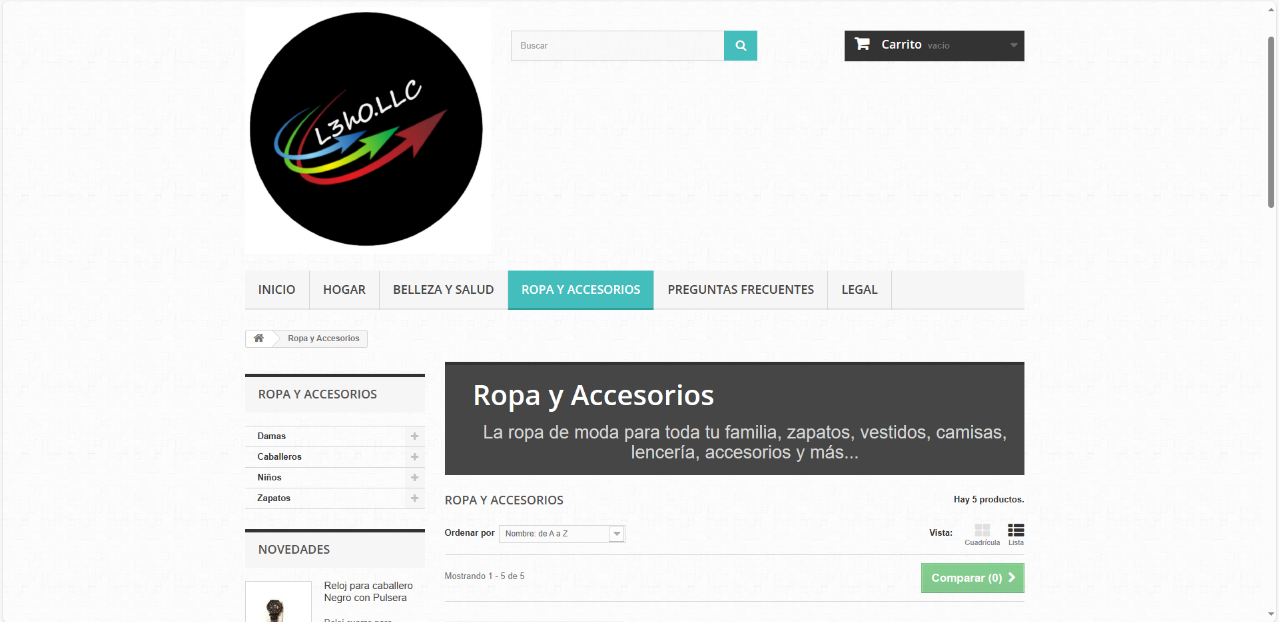 L3hO.LLC
Buscar
Carrito vacío
INICIO
HOGAR
BELLEZA Y SALUD
ROPA Y ACCESORIOS
PREGUNTAS FRECUENTES
LEGAL
Ropa y Accesorios
ROPA Y ACCESORIOS
Damas
Caballeros
Niños
Zapatos
NOVEDADES
Reloj para caballero
Negro con Pulsera
Ropa y Accesorios
La ropa de moda para toda tu familia, zapatos, vestidos, camisas,
lencería, accesorios y más...
ROPA Y ACCESORIOS
Hay 5 productos.
Ordenar por
Nombre: de A a Z
Vista:
Cuadrícula
Lista
Mostrando 1 - 5 de 5
Comparar (0)